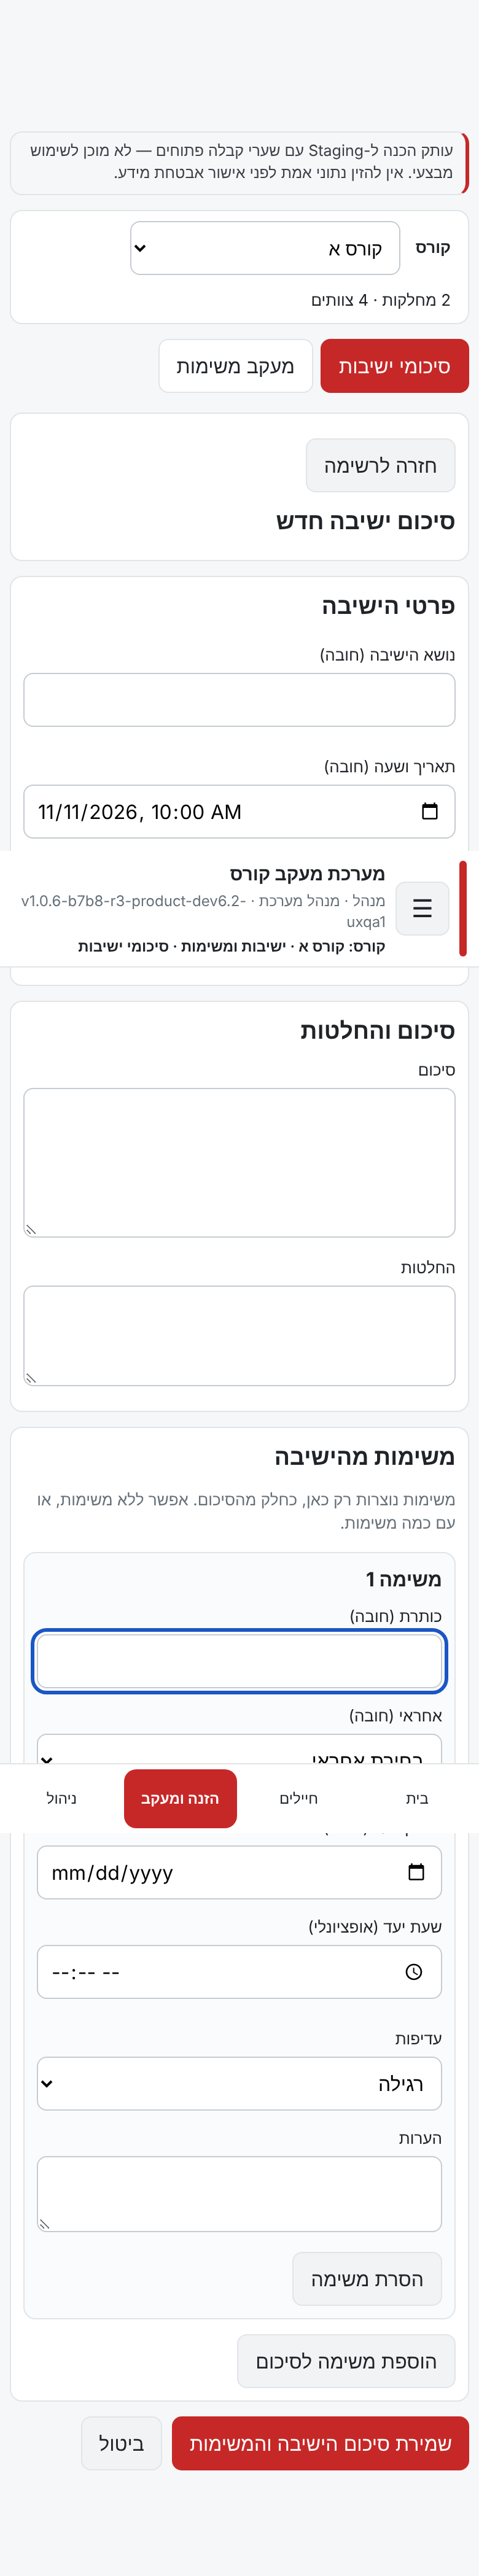 עותק הכנה ל-Staging עם שערי קבלה פתוחים — לא מוכן לשימוש
מבצעי. אין להזין נתוני אמת לפני אישור אבטחת מידע.
קורס
קורס א
2 מחלקות · 4 צוותים
סיכומי ישיבות
מעקב משימות
חזרה לרשימה
סיכום ישיבה חדש
פרטי הישיבה
נושא הישיבה (חובה)
תאריך ושעה (חובה)
11/11/2026, 10:00 AM
מערכת מעקב קורס
מנהל · מנהל מערכת · v1.0.6-b7b8-r3-product-dev6.2-
uxqa1
קורס: קורס א · ישיבות ומשימות · סיכומי ישיבות
סיכום והחלטות
סיכום
החלטות
משימות מהישיבה
משימות נוצרות רק כאן, כחלק מהסיכום. אפשר ללא משימות, או
עם כמה משימות.
משימה 1
כותרת (חובה)
אחראי (חובה)
בחירת אחראי
בית
חיילים
הזנה ומעקב
ניהול
mm/dd/yyyy
שעת יעד (אופציונלי)
--:-- --
עדיפות
רגילה
הערות
הסרת משימה
הוספת משימה לסיכום
שמירת סיכום הישיבה והמשימות
ביטול